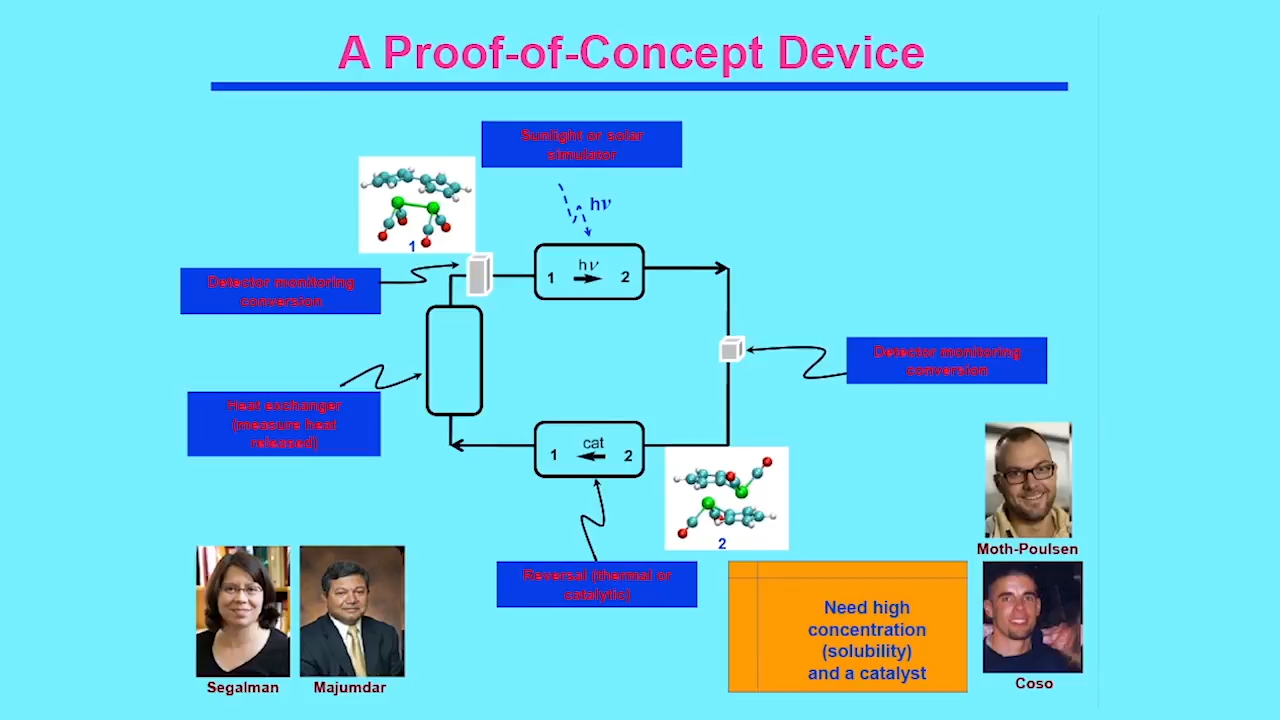 A Proof-of-Concept Device
Sunlight or solar
simulator
hν
1
Detector monitoring
conversion
hν
1 2
Detector monitoring
conversion
Heat exchanger
(measure heat
released)
cat
1 2
2
Reversal (thermal or
catalytic)
Need high
concentration
(solubility)
and a catalyst
Moth-Poulsen
Coso
Segalman
Majumdar